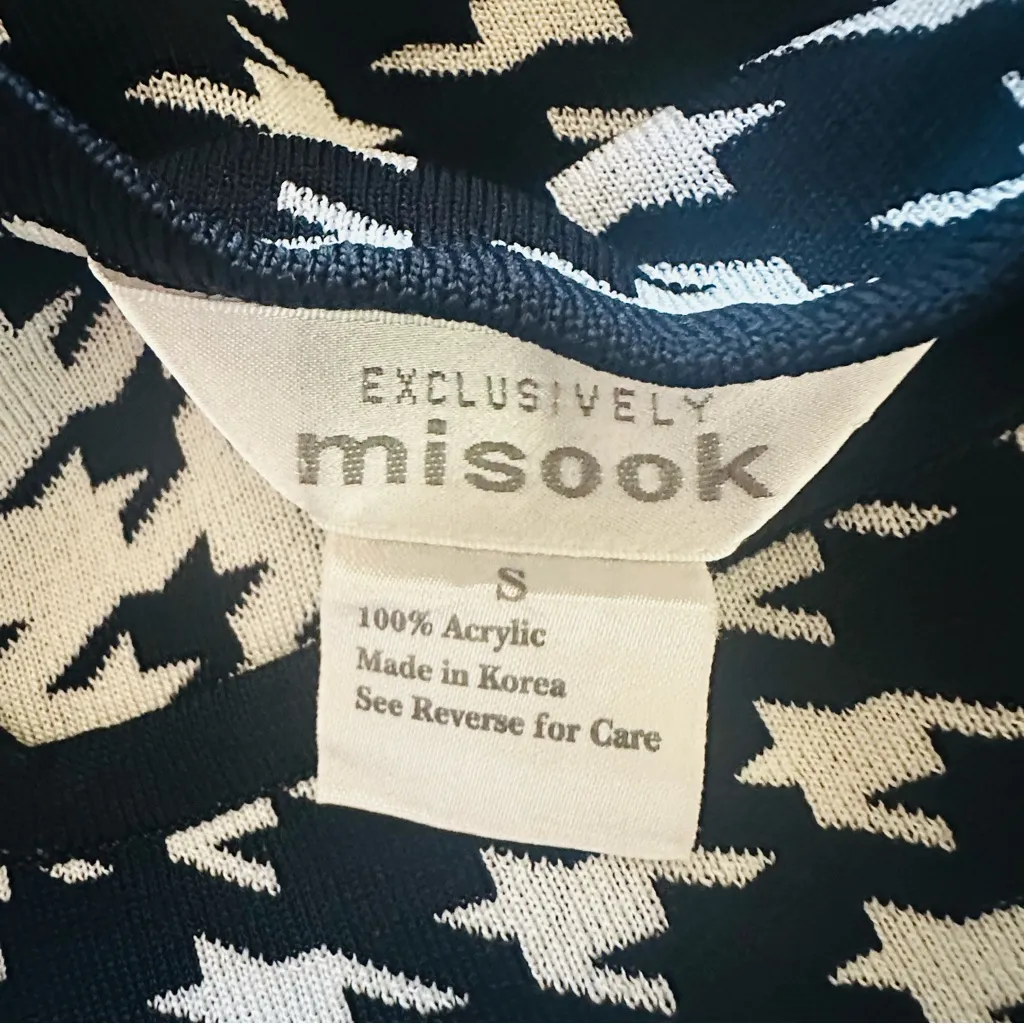 EXCLUSIVELY
misook
S
100% Acrylic
Made in Korea
See Reverse for Care